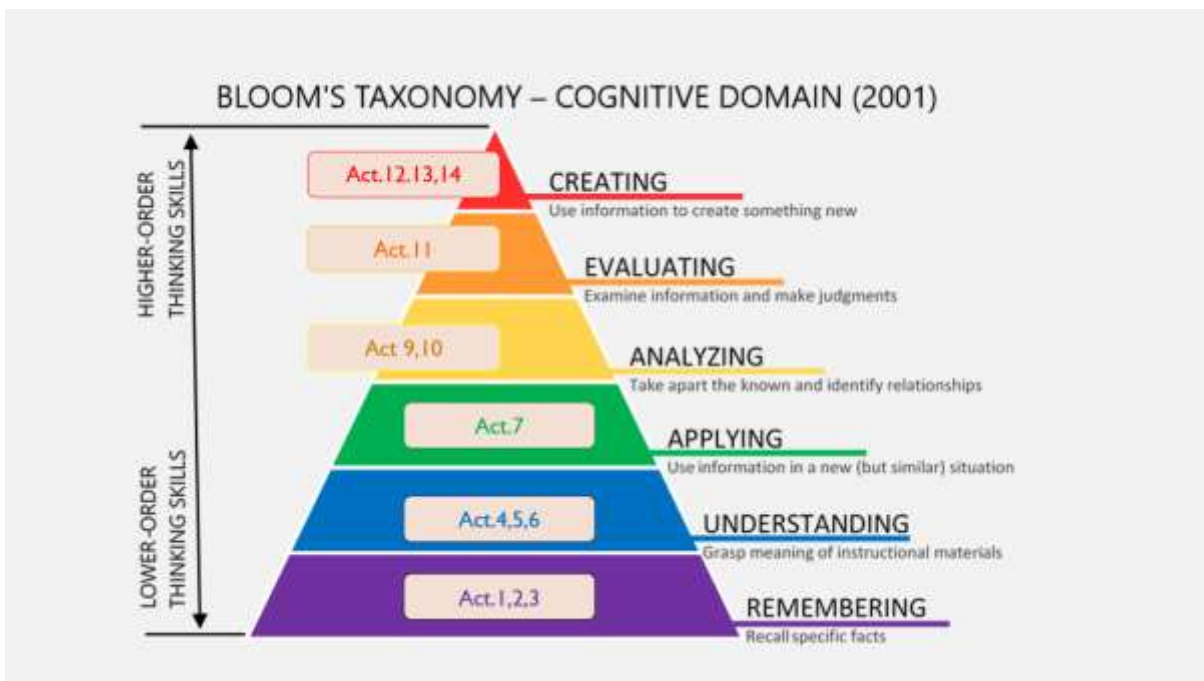 BLOOM'S TAXONOMY – COGNITIVE DOMAIN (2001)
HIGHER-ORDER
THINKING SKILLS
LOWER-ORDER
THINKING SKILLS
Act.12.13,14
CREATING
Use information to create something new
Act.11
EVALUATING
Examine information and make judgments
Act 9,10
ANALYZING
Take apart the known and identify relationships
Act.7
APPLYING
Use information in a new (but similar) situation
Act.4,5,6
UNDERSTANDING
Grasp meaning of instructional materials
Act.1,2,3
REMEMBERING
Recall specific facts